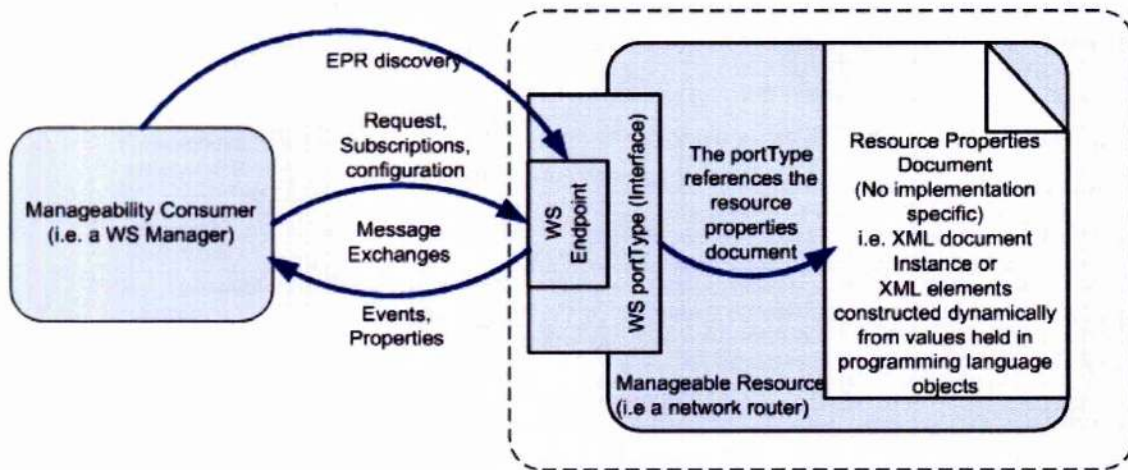 EPR discovery
Request,
Subscriptions,
configuration
Manageability Consumer
(i.e. a WS Manager)
Message
Exchanges
Events,
Properties
WS
Endpoint
WS portType (Interface)
The portType
references the
resource
properties
document
Resource Properties
Document
(No implementation
specific)
i.e. XML document
Instance or
XML elements
constructed dynamically
from values held in
programming language
objects
Manageable Resource
(i.e a network router)